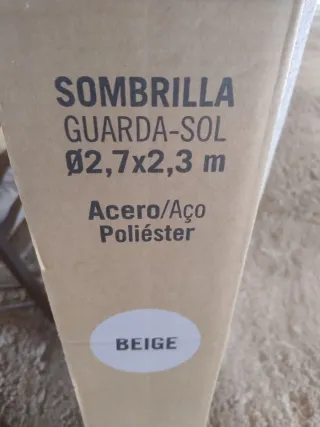 SOMBRILLA
GUARDA-SOL
Ø2,7x2,3 m
Acero/Aço
Poliéster
BEIGE